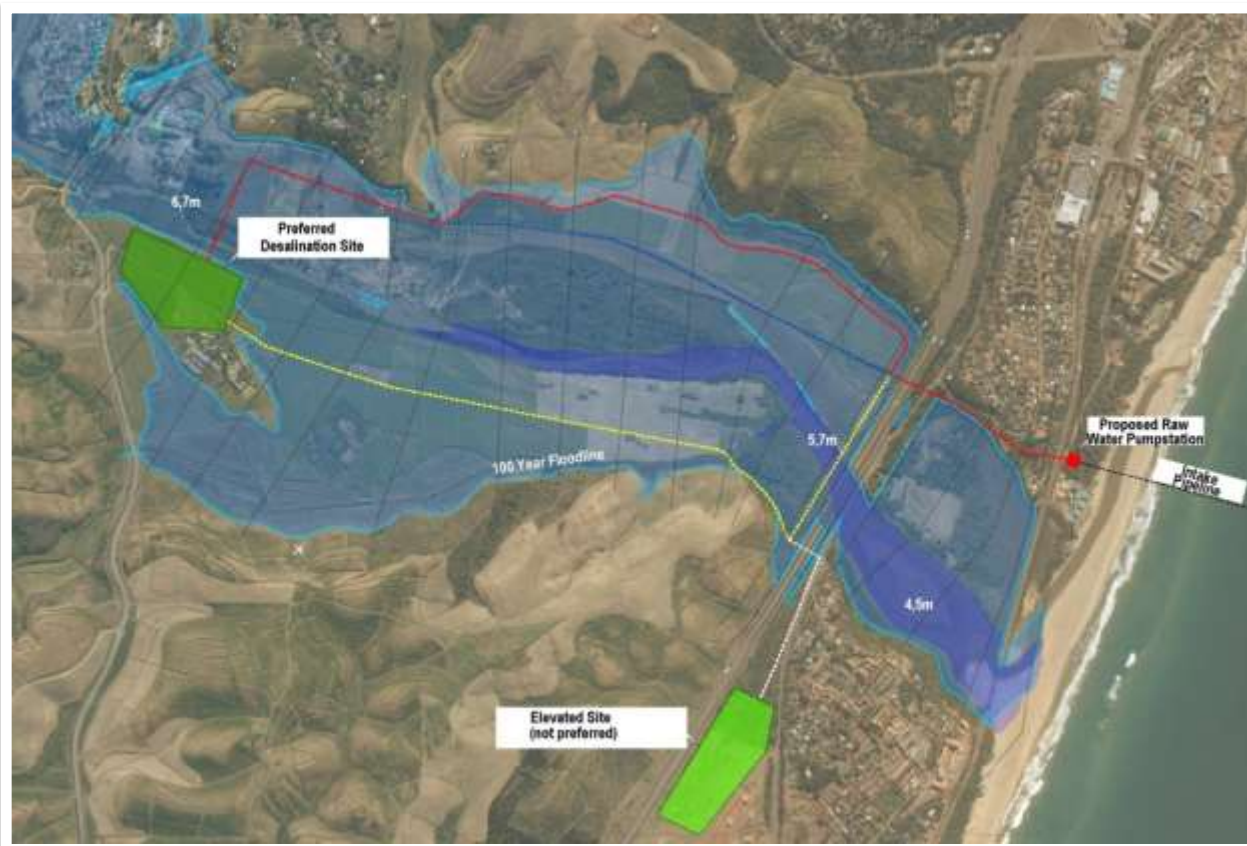 6,7m
Preferred
Desalination Site
5,7m
Proposed Raw
Water Pumpstation
100 Year Floodline
Intake
Pipeline
4,5m
Elevated Site
(not preferred)